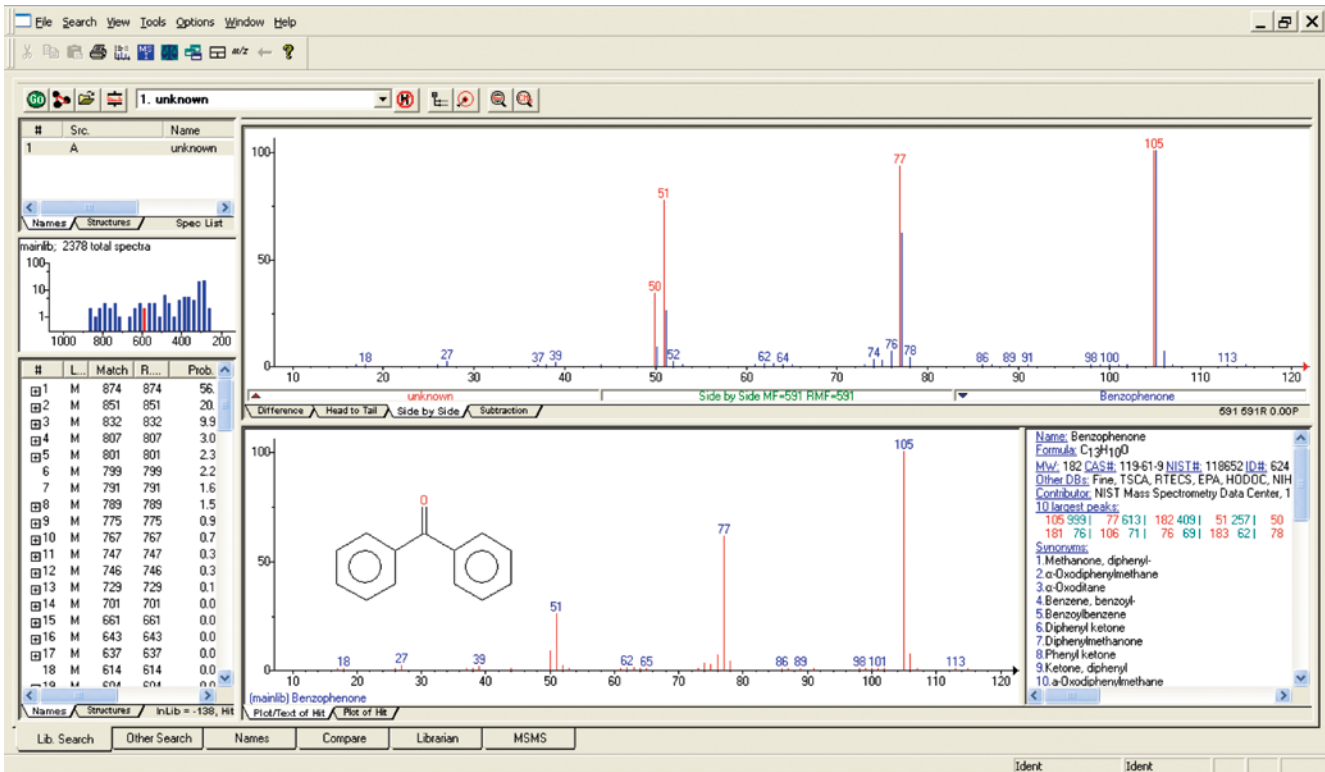 File Search View Tools Options Window Help
1. unknown
# Src. Name
1 A unknown
Names Structures Spec List
mainlib; 2378 total spectra
100
10
1
1000 800 600 400 200
# L... Match R.... Prob.
1 M 874 874 56.
2 M 851 851 20.
3 M 832 832 9.9
4 M 807 807 3.0
5 M 801 801 2.3
6 M 799 799 2.2
7 M 791 791 1.6
8 M 789 789 1.5
9 M 775 775 0.9
10 M 767 767 0.7
11 M 747 747 0.3
12 M 746 746 0.3
13 M 729 729 0.1
14 M 701 701 0.0
15 M 661 661 0.0
16 M 643 643 0.0
17 M 637 637 0.0
18 M 614 614 0.0
Names Structures InLib = -138, Hit
105
77
51
50
18 27 37 39 52 62 64 74 76 78 86 89 91 98 100 113
100
50
0
10 20 30 40 50 60 70 80 90 100 110 120
unknown Side by Side MF=591 RMF=591 Benzophenone
Difference Head to Tail Side by Side Subtraction 591 591R 0.00P
105
77
51
O
18 27 39 62 65 86 89 98 101 113
100
50
0
10 20 30 40 50 60 70 80 90 100 110 120
(mainlib) Benzophenone
Plot/Text of Hit Plot of Hit
Name: Benzophenone
Formula: C13H10O
MW: 182 CAS#: 119-61-9 NIST#: 118652 ID#: 624
Other DBs: Fine, TSCA, RTECS, EPA, HODOC, NIH
Contributor: NIST Mass Spectrometry Data Center, 1
10 largest peaks:
105 999 | 77 613 | 182 409 | 51 257 | 50
181 76 | 106 71 | 76 69 | 183 62 | 78
Synonyms:
1.Methanone, diphenyl-
2.α-Oxodiphenylmethane
3.α-Oxoditane
4.Benzene, benzoyl-
5.Benzoylbenzene
6.Diphenyl ketone
7.Diphenylmethanone
8.Phenyl ketone
9.Ketone, diphenyl
10.a-Oxodiphenylmethane
Lib. Search Other Search Names Compare Librarian MSMS
Ident Ident